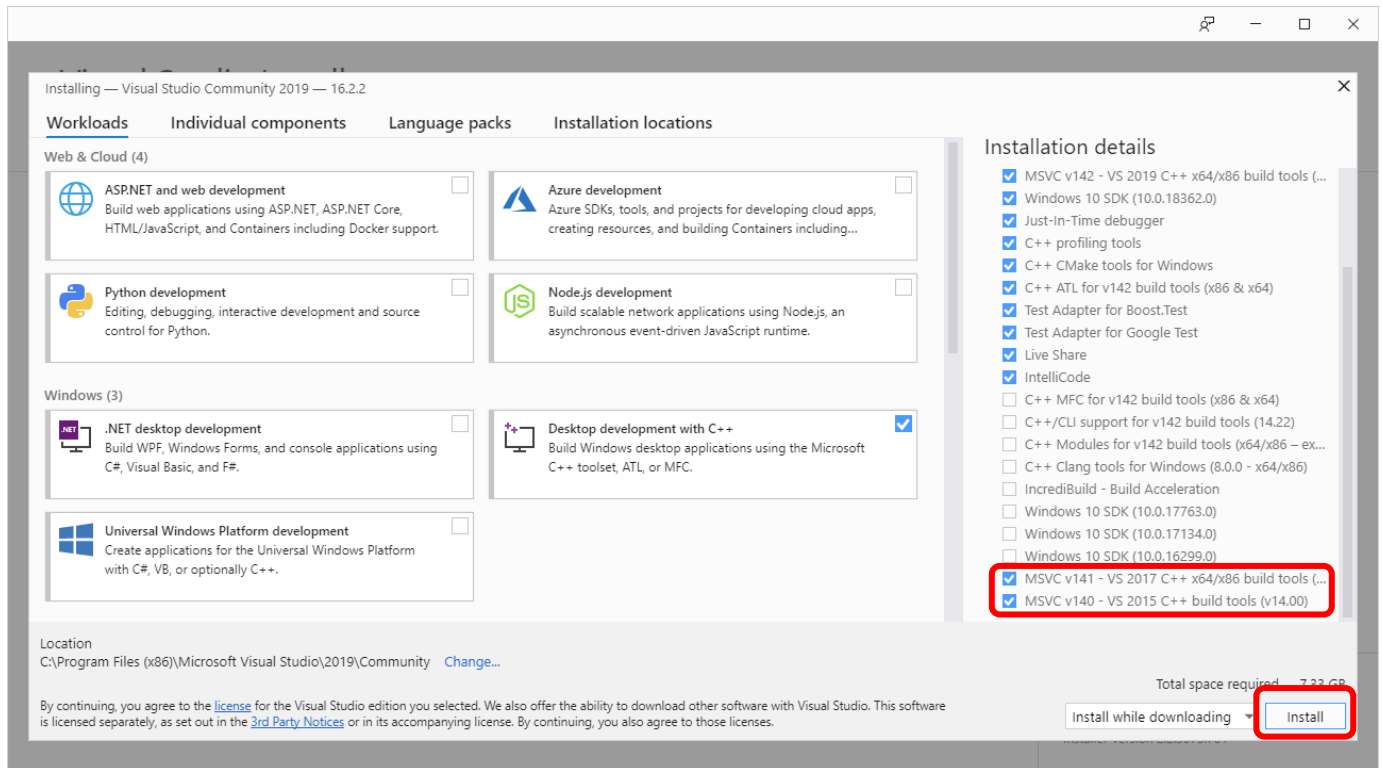 Installing — Visual Studio Community 2019 — 16.2.2
Workloads
Individual components
Language packs
Installation locations
Web & Cloud (4)
ASP.NET and web development
Build web applications using ASP.NET, ASP.NET Core,
HTML/JavaScript, and Containers including Docker support.
Azure development
Azure SDKs, tools, and projects for developing cloud apps,
creating resources, and building Containers including...
Python development
Editing, debugging, interactive development and source
control for Python.
Node.js development
Build scalable network applications using Node.js, an
asynchronous event-driven JavaScript runtime.
Windows (3)
.NET
.NET desktop development
Build WPF, Windows Forms, and console applications using
C#, Visual Basic, and F#.
Desktop development with C++
Build Windows desktop applications using the Microsoft
C++ toolset, ATL, or MFC.
Universal Windows Platform development
Create applications for the Universal Windows Platform
with C#, VB, or optionally C++.
Installation details
MSVC v142 - VS 2019 C++ x64/x86 build tools (...
Windows 10 SDK (10.0.18362.0)
Just-In-Time debugger
C++ profiling tools
C++ CMake tools for Windows
C++ ATL for v142 build tools (x86 & x64)
Test Adapter for Boost.Test
Test Adapter for Google Test
Live Share
IntelliCode
C++ MFC for v142 build tools (x86 & x64)
C++/CLI support for v142 build tools (14.22)
C++ Modules for v142 build tools (x64/x86 – ex...
C++ Clang tools for Windows (8.0.0 - x64/x86)
IncrediBuild - Build Acceleration
Windows 10 SDK (10.0.17763.0)
Windows 10 SDK (10.0.17134.0)
Windows 10 SDK (10.0.16299.0)
MSVC v141 - VS 2017 C++ x64/x86 build tools (...
MSVC v140 - VS 2015 C++ build tools (v14.00)
Location
C:\Program Files (x86)\Microsoft Visual Studio\2019\Community Change...
By continuing, you agree to the license for the Visual Studio edition you selected. We also offer the ability to download other software with Visual Studio. This software
is licensed separately, as set out in the 3rd Party Notices or in its accompanying license. By continuing, you also agree to those licenses.
Total space required 7.33 GB
Install while downloading
Install